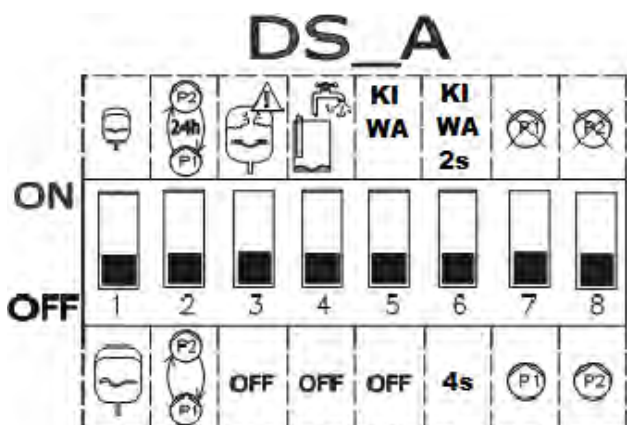 DS_A
P2 24h P1 KI WA KI WA 2s P1 P2
ON
OFF 1 2 3 4 5 6 7 8
P2 P1 OFF OFF OFF 4s P1 P2